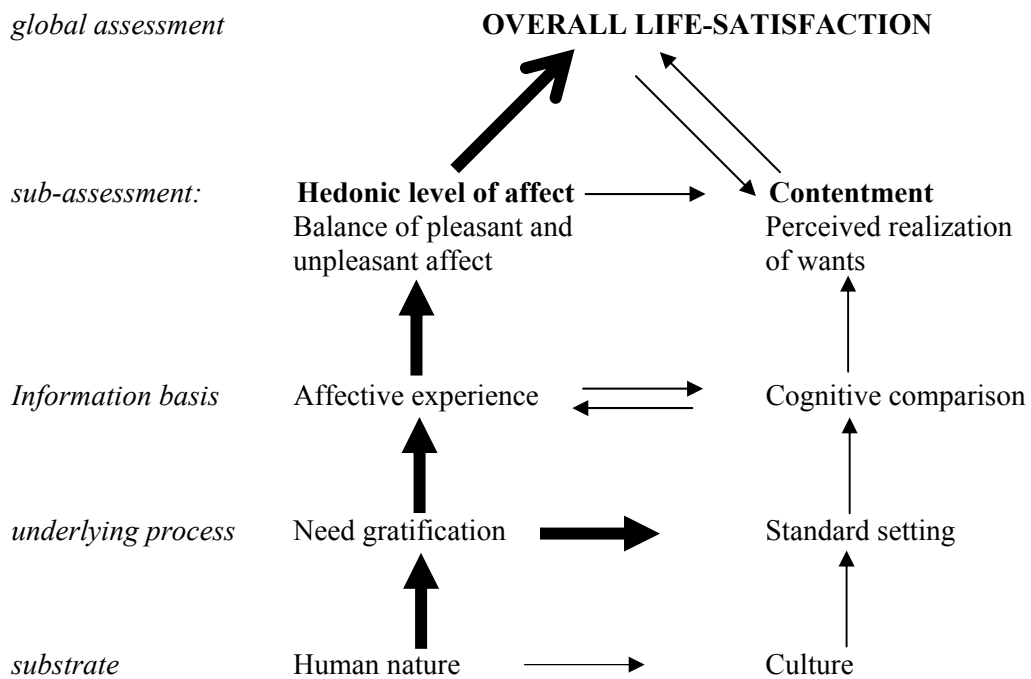 global assessment OVERALL LIFE-SATISFACTION
sub-assessment: Hedonic level of affect Contentment
Balance of pleasant and Perceived realization
unpleasant affect of wants
Information basis Affective experience Cognitive comparison
underlying process Need gratification Standard setting
substrate Human nature Culture